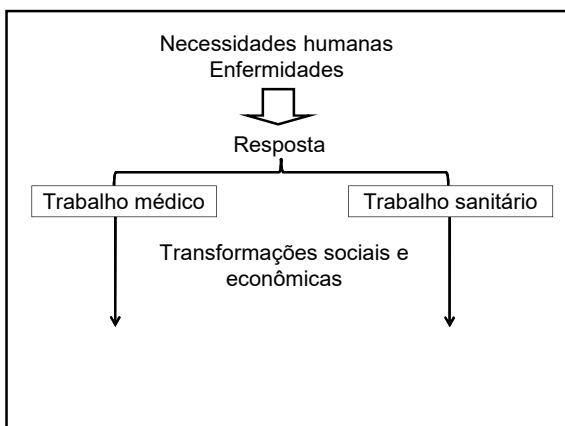 Necessidades humanas
Enfermidades
Resposta
Trabalho médico
Trabalho sanitário
Transformações sociais e
econômicas